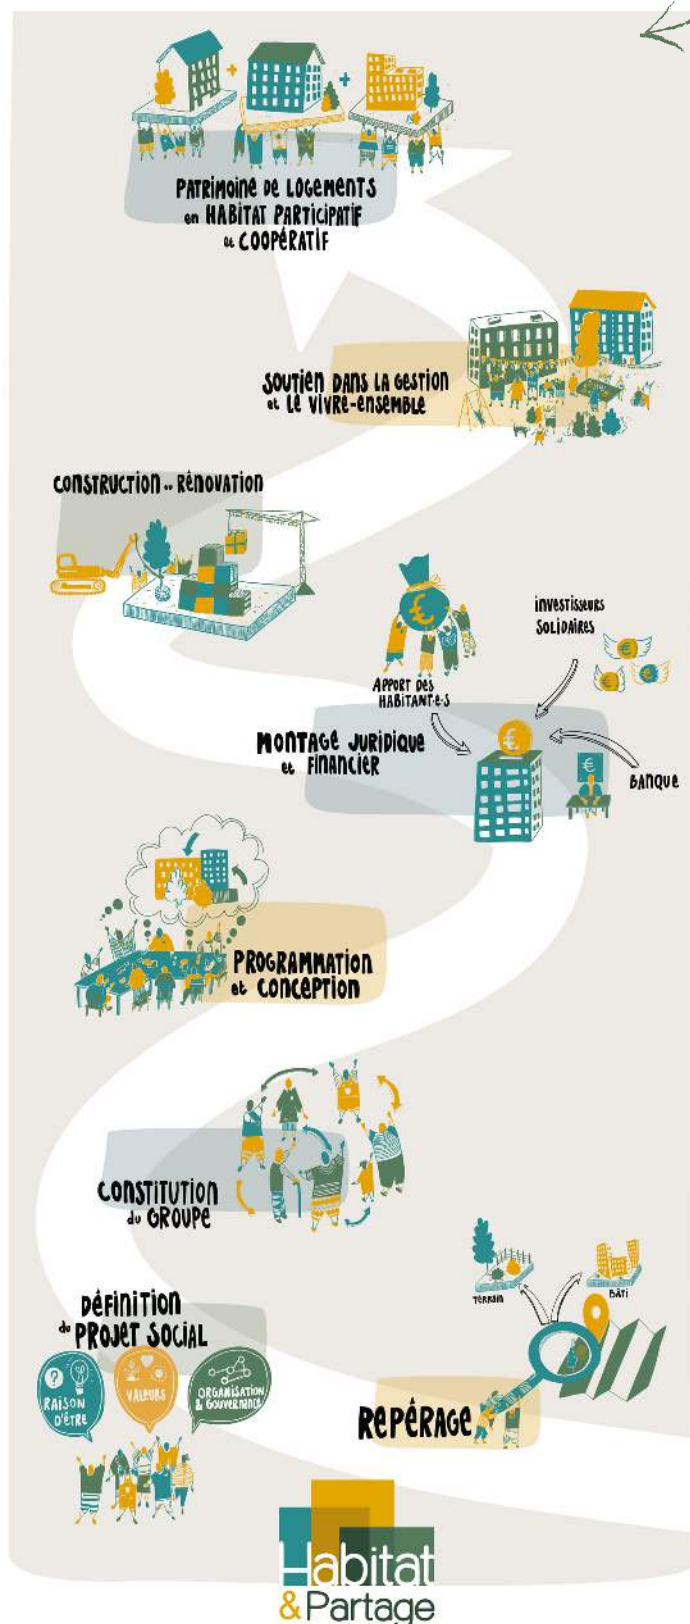 PATRIMOINE DE LOGEMENTS
en HABITAT PARTICIPATIF
et COOPÉRATIF
SOUTIEN DANS LA GESTION
et LE VIVRE-ENSEMBLE
CONSTRUCTION ou RÉNOVATION
INVESTISSEURS
SOLIDAIRES
APPORT DES
HABITANT·E·S
MONTAGE JURIDIQUE
et FINANCIER
BANQUE
PROGRAMMATION
et CONCEPTION
CONSTITUTION
du GROUPE
TERRAIN
BÂTI
DÉFINITION
du PROJET SOCIAL
RAISON
D'ÊTRE
VALEURS
ORGANISATION
& GOUVERNANCE
REPÉRAGE
Habitat
& Partage